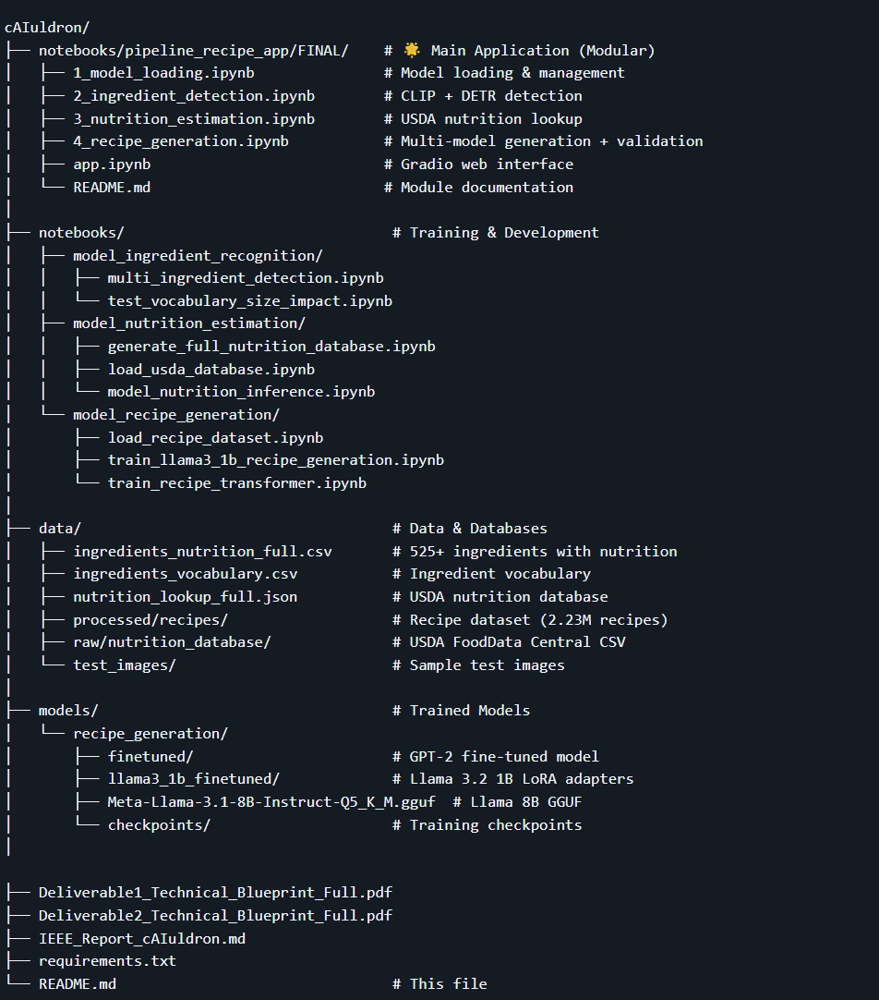 cAIuldron/
├── notebooks/pipeline_recipe_app/FINAL/    # 🌟 Main Application (Modular)
│   ├── 1_model_loading.ipynb               # Model loading & management
│   ├── 2_ingredient_detection.ipynb        # CLIP + DETR detection
│   ├── 3_nutrition_estimation.ipynb        # USDA nutrition lookup
│   ├── 4_recipe_generation.ipynb           # Multi-model generation + validation
│   ├── app.ipynb                           # Gradio web interface
│   └── README.md                           # Module documentation
│
├── notebooks/                               # Training & Development
│   ├── model_ingredient_recognition/
│   │   ├── multi_ingredient_detection.ipynb
│   │   └── test_vocabulary_size_impact.ipynb
│   ├── model_nutrition_estimation/
│   │   ├── generate_full_nutrition_database.ipynb
│   │   ├── load_usda_database.ipynb
│   │   └── model_nutrition_inference.ipynb
│   └── model_recipe_generation/
│       ├── load_recipe_dataset.ipynb
│       ├── train_llama3_1b_recipe_generation.ipynb
│       └── train_recipe_transformer.ipynb
│
├── data/                                    # Data & Databases
│   ├── ingredients_nutrition_full.csv       # 525+ ingredients with nutrition
│   ├── ingredients_vocabulary.csv           # Ingredient vocabulary
│   ├── nutrition_lookup_full.json           # USDA nutrition database
│   ├── processed/recipes/                   # Recipe dataset (2.23M recipes)
│   ├── raw/nutrition_database/              # USDA FoodData Central CSV
│   └── test_images/                         # Sample test images
│
├── models/                                  # Trained Models
│   └── recipe_generation/
│       ├── finetuned/                       # GPT-2 fine-tuned model
│       ├── llama3_1b_finetuned/             # Llama 3.2 1B LoRA adapters
│       ├── Meta-Llama-3.1-8B-Instruct-Q5_K_M.gguf  # Llama 8B GGUF
│       └── checkpoints/                     # Training checkpoints
│
├── Deliverable1_Technical_Blueprint_Full.pdf
├── Deliverable2_Technical_Blueprint_Full.pdf
├── IEEE_Report_cAIuldron.md
├── requirements.txt
└── README.md                                # This file